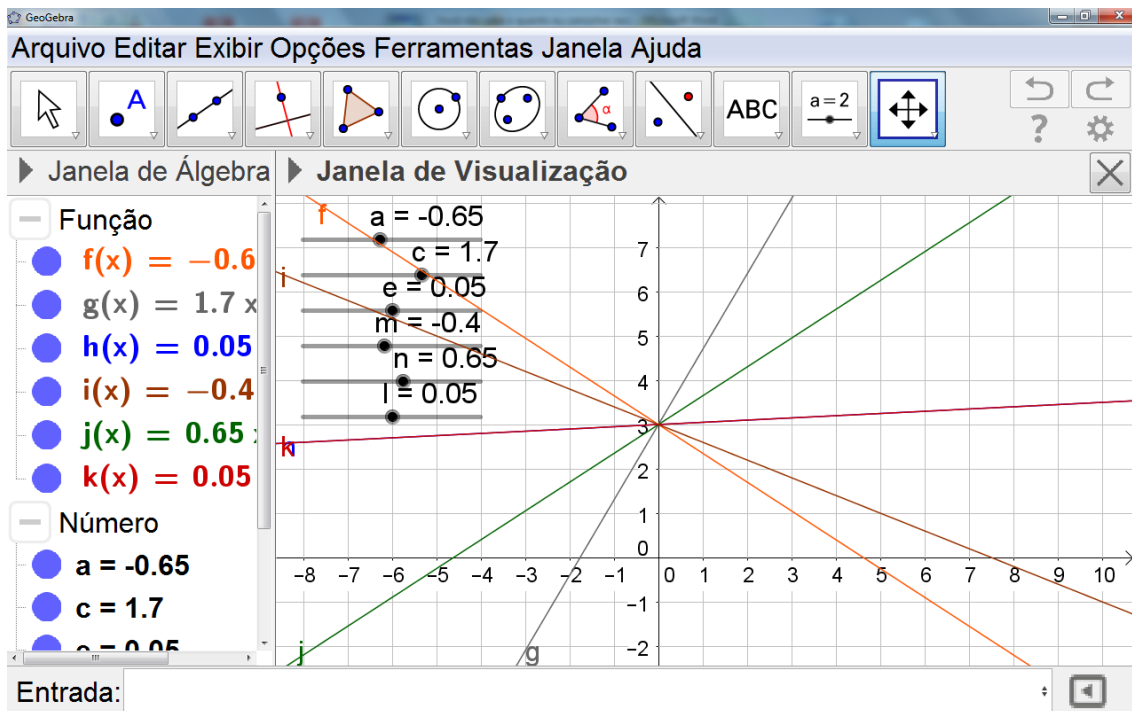 GeoGebra
Arquivo Editar Exibir Opções Ferramentas Janela Ajuda
A
α
ABC
a=2
?
Janela de Álgebra
Janela de Visualização
Função
f(x) = −0.6
g(x) = 1.7 x
h(x) = 0.05
i(x) = −0.4
j(x) = 0.65 x
k(x) = 0.05
Número
a = -0.65
c = 1.7
e = 0.05
f
a = -0.65
c = 1.7
i
e = 0.05
m = -0.4
n = 0.65
l = 0.05
k
j
g
7
6
5
4
3
2
1
0
−1
−2
−8 −7 −6 −5 −4 −3 −2 −1 0 1 2 3 4 5 6 7 8 9 10
Entrada: